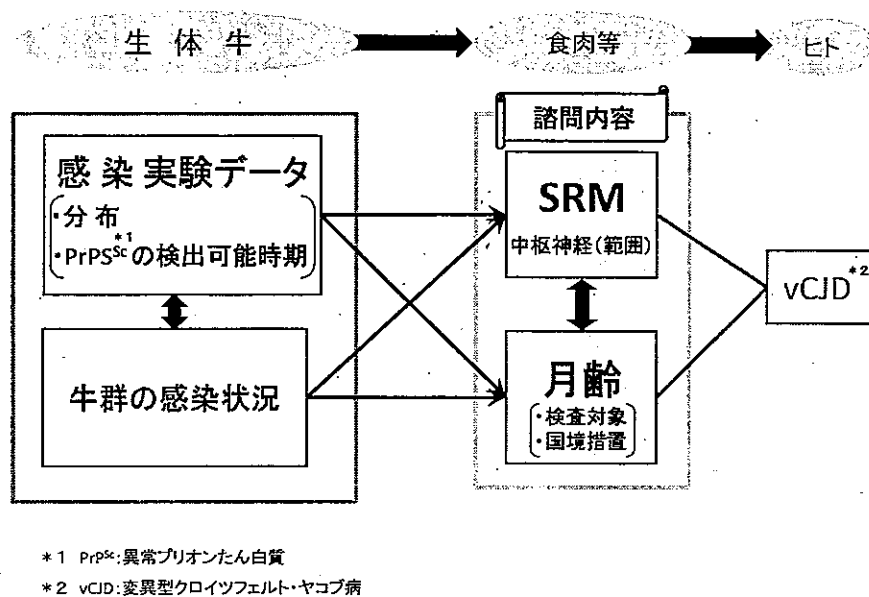 生体牛
食肉等
ヒト
諮問内容
感染実験データ
・分布
・PrPS^Scの検出可能時期 *1
牛群の感染状況
SRM
中枢神経(範囲)
月齢
・検査対象
・国境措置
vCJD*2
*1 PrPSc:異常プリオンたん白質
*2 vCJD:変異型クロイツフェルト・ヤコブ病